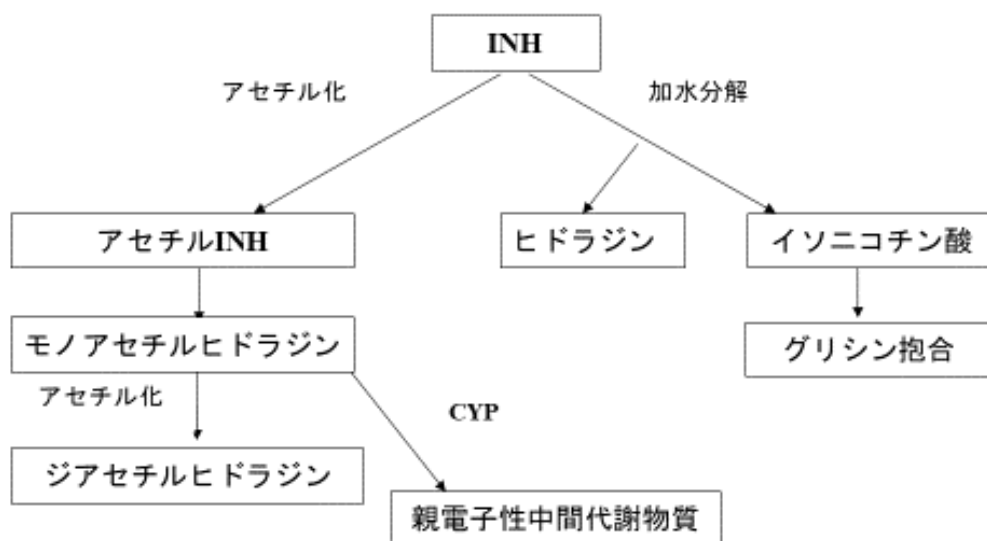 INH
アセチル化
加水分解
アセチルINH
ヒドラジン
イソニコチン酸
モノアセチルヒドラジン
グリシン抱合
アセチル化
CYP
ジアセチルヒドラジン
親電子性中間代謝物質